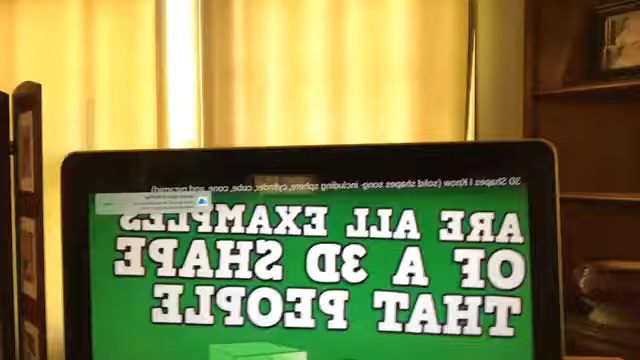 3D Shapes I Know (solid shapes song- including sphere, cylinder, cube, cone, and pyramid)
ARE ALL EXAMPLES
OF A 3D SHAPE
THAT PEOPLE